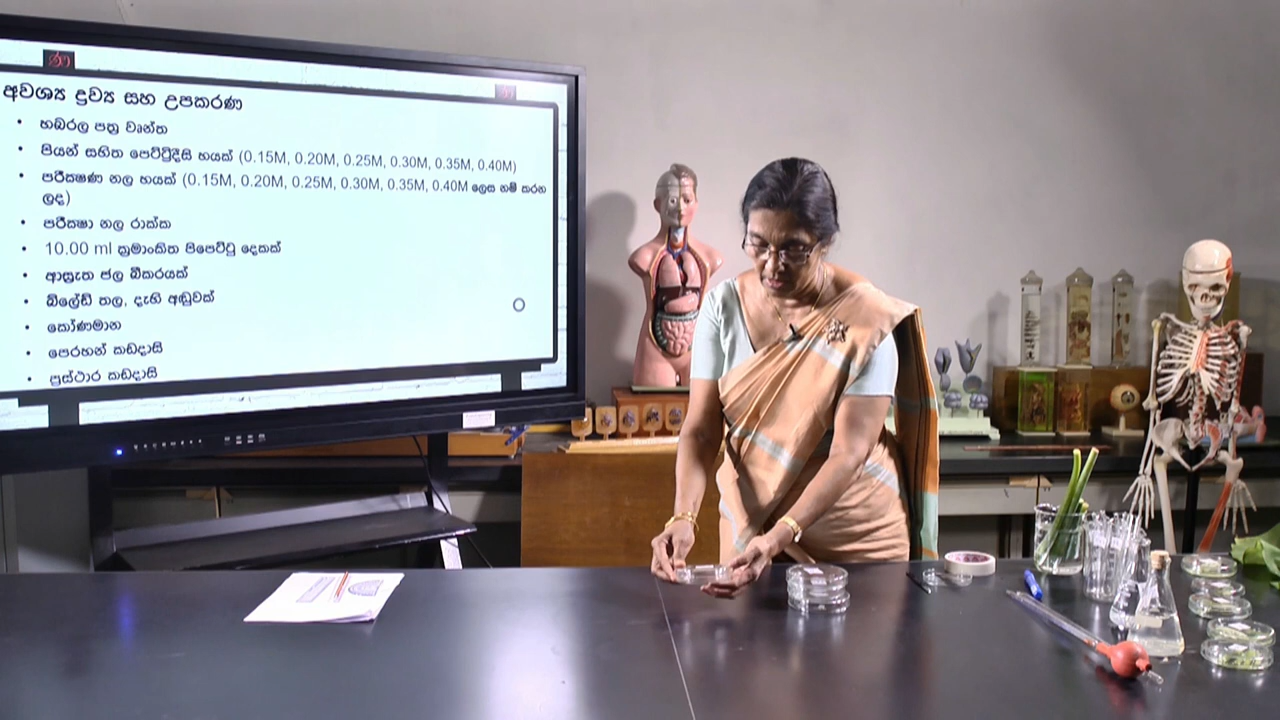 අවශ්‍ය ද්‍රව්‍ය සහ උපකරණ
• හබරල පත්‍ර වෘන්ත
• පියන් සහිත පෙට්ට්‍රිදීසි හයක් (0.15M, 0.20M, 0.25M, 0.30M, 0.35M, 0.40M)
• පරීක්ෂණ නල හයක් (0.15M, 0.20M, 0.25M, 0.30M, 0.35M, 0.40M ලෙස නම් කරන
ලද)
• පරීක්ෂා නල රාක්ක
• 10.00 ml ක්‍රමාංකිත පිපෙට්ටු දෙකක්
• ආස්‍රැත ජල බීකරයක්
• බ්ලේඩ් තල, දැහි අඬුවක්
• කෝණමාන
• පෙරහන් කඩදාසි
• ප්‍රස්ථාර කඩදාසි